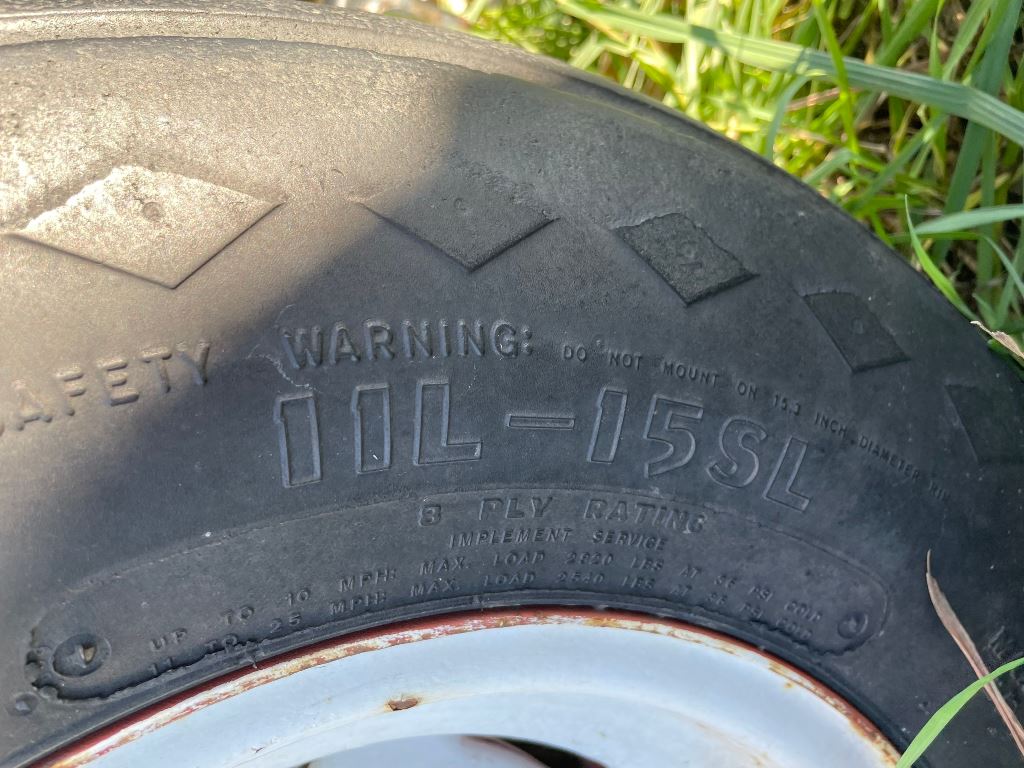 SAFETY WARNING: DO NOT MOUNT ON 15.3 INCH DIAMETER RIM
11L-15SL
8 PLY RATING
IMPLEMENT SERVICE
UP TO 10 MPH: MAX. LOAD 2820 LBS AT 36 PSI COLD
11 TO 25 MPH: MAX. LOAD 2540 LBS AT 36 PSI COLD